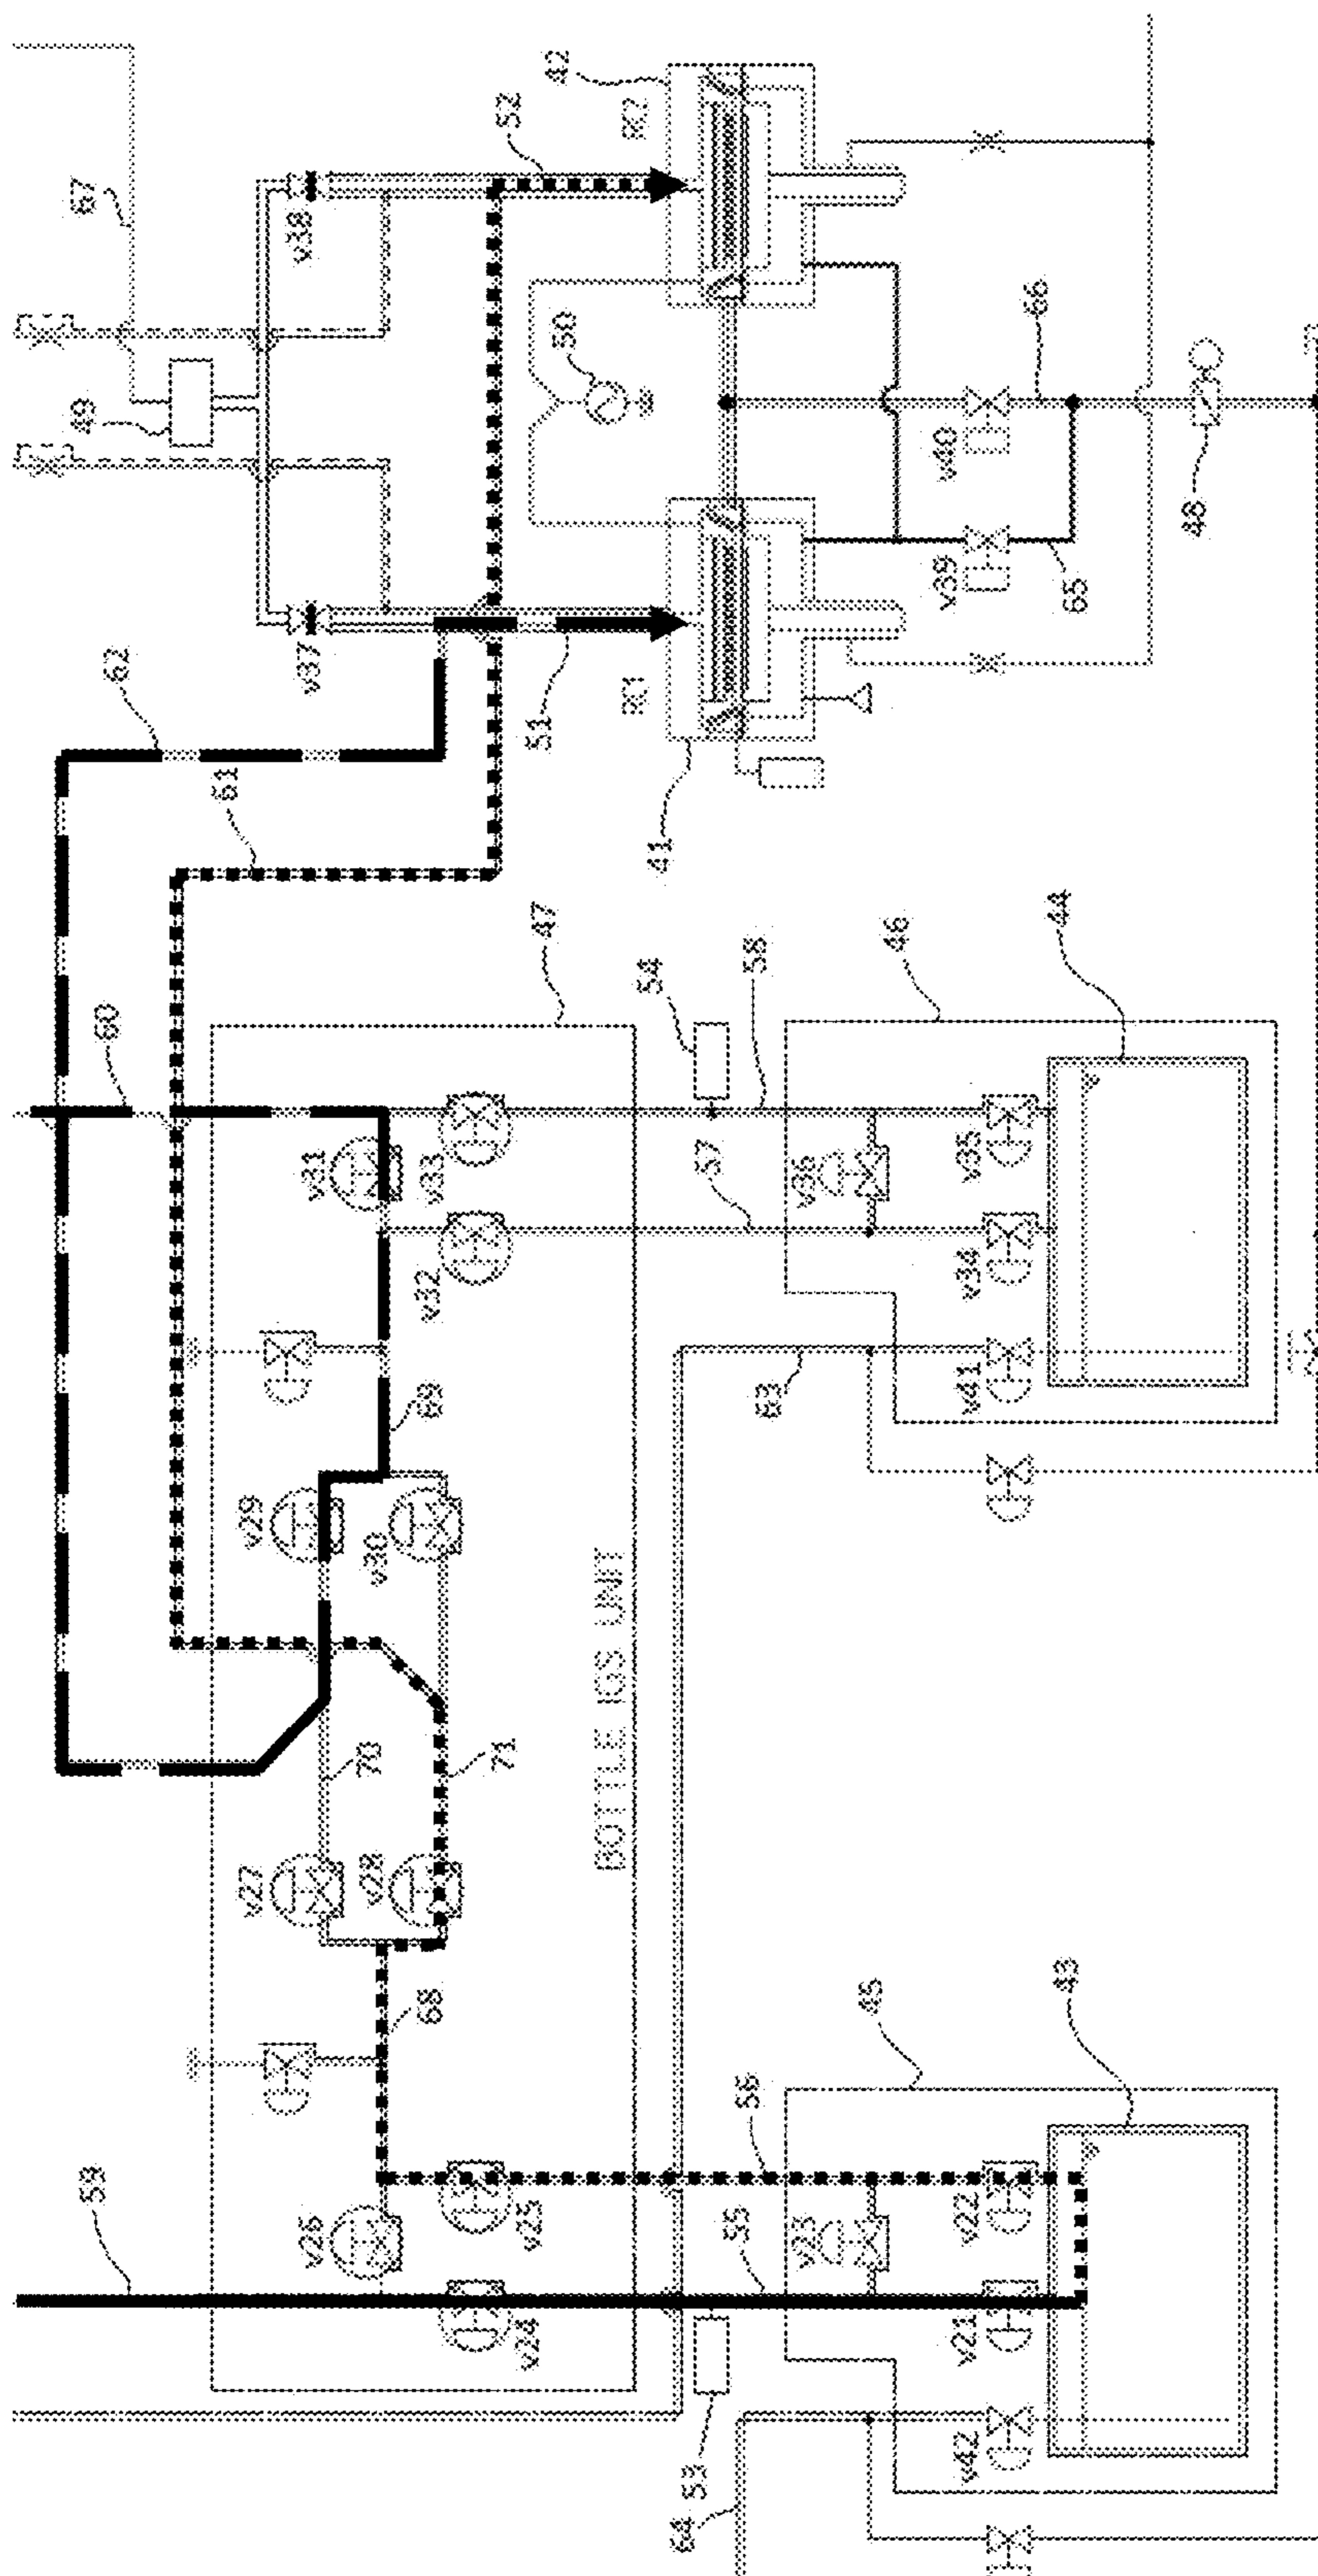 59
60
62
67
49
61
v27
v29
v26
v31
v37
v38
70
v28
v30
68
69
v32
v33
71
v24
v25
47
51
52
42
50
BOTTLE IGS UNIT
RC1
RC2
54
41
64
53
57
55
56
58
63
v23
v36
45
46
v42
v21
v22
v41
v34
v35
v39
v40
66
43
44
65
48